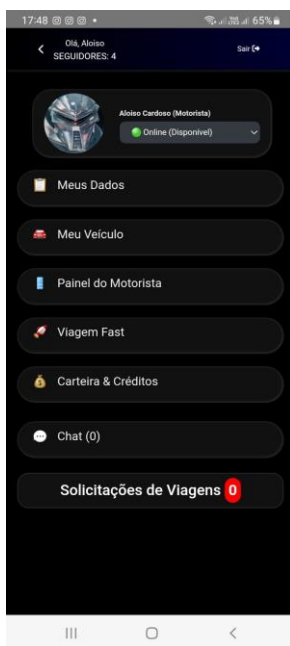 17:48
65%
Olá, Aloiso
SEGUIDORES: 4
Sair
Aloiso Cardoso (Motorista)
Online (Disponível)
Meus Dados
Meu Veículo
Painel do Motorista
Viagem Fast
Carteira & Créditos
Chat (0)
Solicitações de Viagens 0